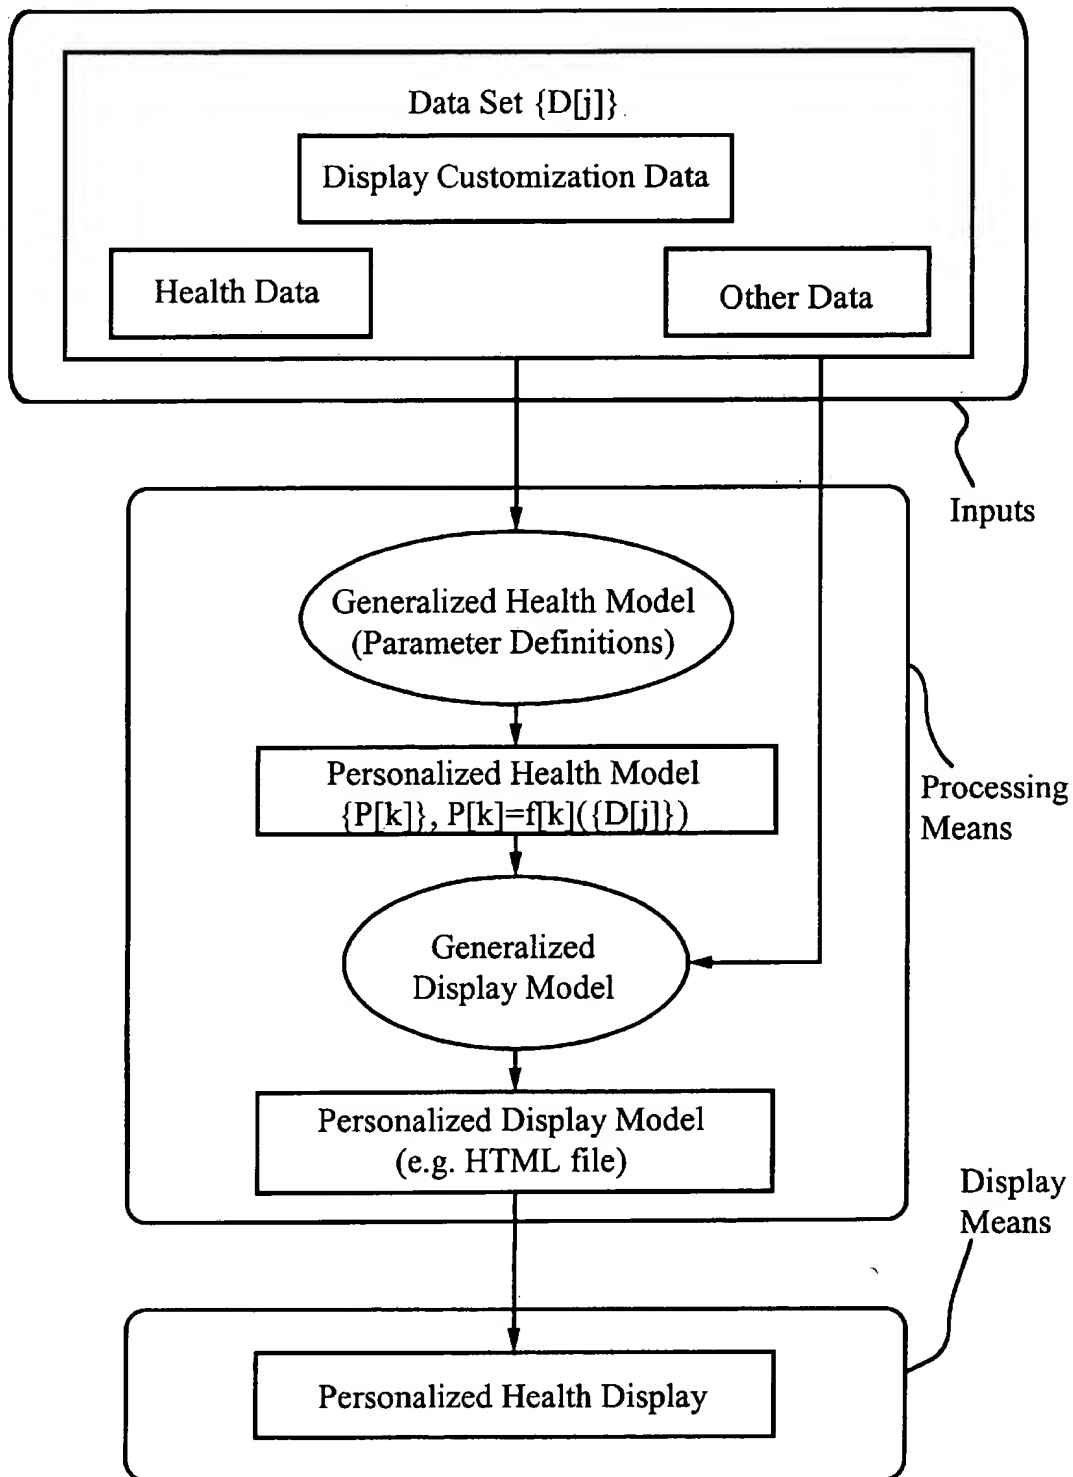 Data Set {D[j]}
Display Customization Data
Health Data
Other Data
Inputs
Generalized Health Model
(Parameter Definitions)
Personalized Health Model
{P[k]}, P[k]=f[k]({D[j]})
Processing
Means
Generalized
Display Model
Personalized Display Model
(e.g. HTML file)
Display
Means
Personalized Health Display